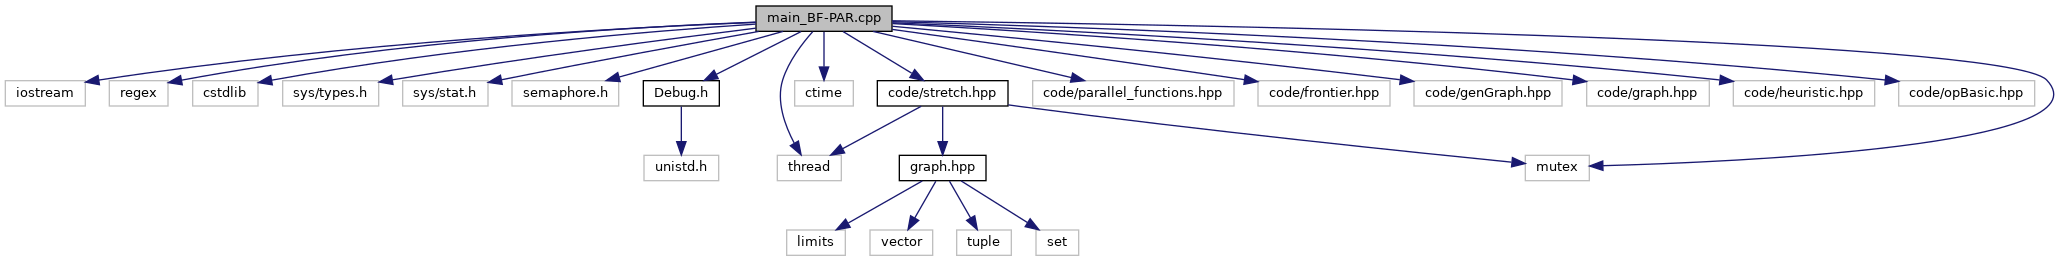 main_BF-PAR.cpp
iostream
regex
cstdlib
sys/types.h
sys/stat.h
semaphore.h
Debug.h
ctime
code/stretch.hpp
code/parallel_functions.hpp
code/frontier.hpp
code/genGraph.hpp
code/graph.hpp
code/heuristic.hpp
code/opBasic.hpp
unistd.h
thread
graph.hpp
mutex
limits
vector
tuple
set